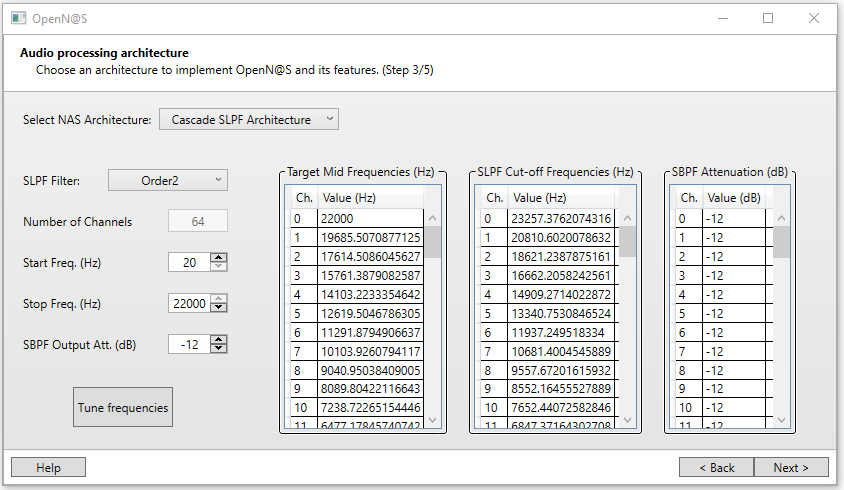 OpenN@S
Audio processing architecture
Choose an architecture to implement OpenN@S and its features. (Step 3/5)
Select NAS Architecture: Cascade SLPF Architecture
SLPF Filter: Order2
Number of Channels 64
Start Freq. (Hz) 20
Stop Freq. (Hz) 22000
SBPF Output Att. (dB) -12
Tune frequencies
Target Mid Frequencies (Hz)
Ch. Value (Hz)
0 22000
1 19685.5070877125
2 17614.5086045627
3 15761.3879082587
4 14103.2233354642
5 12619.5046786305
6 11291.8794906637
7 10103.9260794117
8 9040.95038409005
9 8089.80422116643
10 7238.72265154446
11 6477.17845740742
SLPF Cut-off Frequencies (Hz)
Ch. Value (Hz)
0 23257.3762074316
1 20810.6020078632
2 18621.2387875161
3 16662.2058242561
4 14909.2714022872
5 13340.7530846524
6 11937.249518334
7 10681.4004545889
8 9557.67201615932
9 8552.16455527889
10 7652.44072582846
11 6847.37164302708
SBPF Attenuation (dB)
Ch. Value (dB)
0 -12
1 -12
2 -12
3 -12
4 -12
5 -12
6 -12
7 -12
8 -12
9 -12
10 -12
11 -12
Help
< Back
Next >